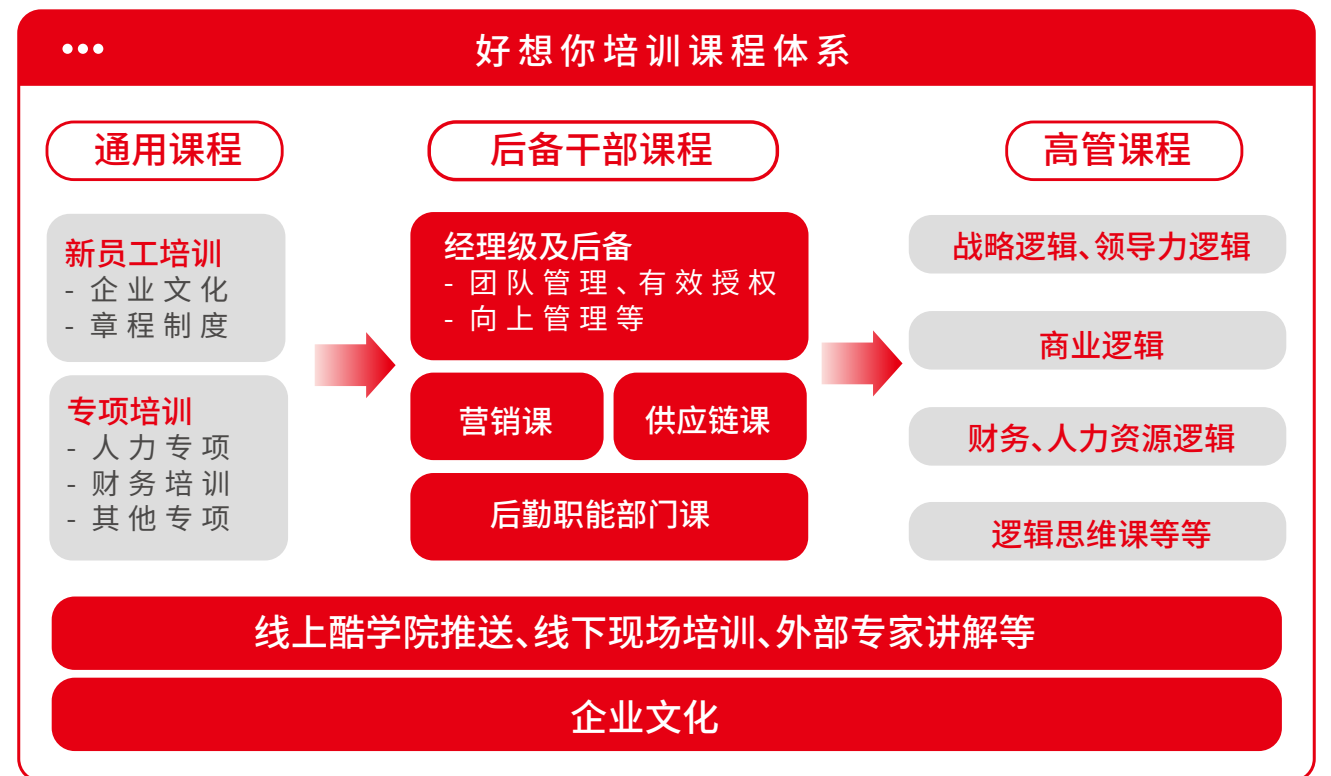 好想你培训课程体系
通用课程
新员工培训
- 企业文化
- 章程制度
专项培训
- 人力专项
- 财务培训
- 其他专项
后备干部课程
经理级及后备
- 团队管理、有效授权
- 向上管理等
营销课
供应链课
后勤职能部门课
高管课程
战略逻辑、领导力逻辑
商业逻辑
财务、人力资源逻辑
逻辑思维课等等
线上酷学院推送、线下现场培训、外部专家讲解等
企业文化